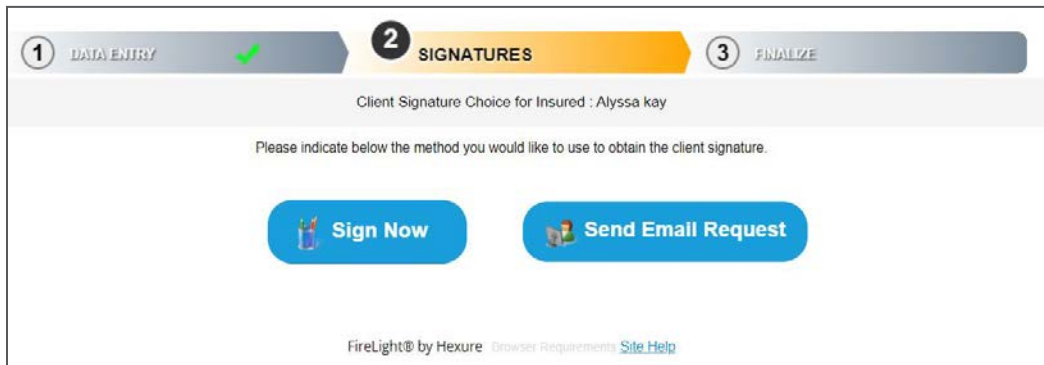 1 DATA ENTRY 2 SIGNATURES 3 FINALIZE
Client Signature Choice for Insured : Alyssa kay
Please indicate below the method you would like to use to obtain the client signature.
Sign Now Send Email Request
FireLight® by Hexure Browser Requirements Site Help